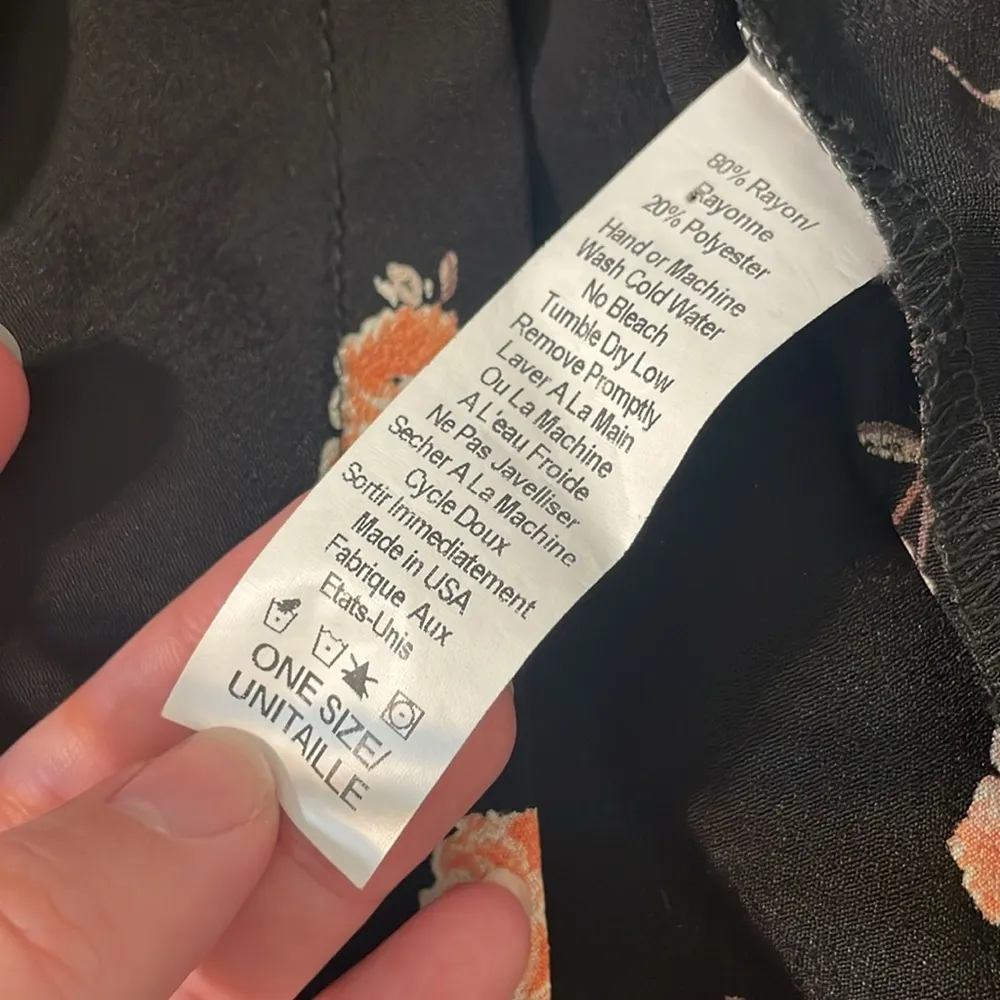 80% Rayon/
Rayonne
20% Polyester
Hand or Machine
Wash Cold Water
No Bleach
Tumble Dry Low
Remove Promptly
Laver A La Main
Ou La Machine
A L'eau Froide
Ne Pas Javelliser
Secher A La Machine
Cycle Doux
Sortir Immediatement
Made in USA
Fabrique Aux
Etats-Unis
ONE SIZE/
UNITAILLE